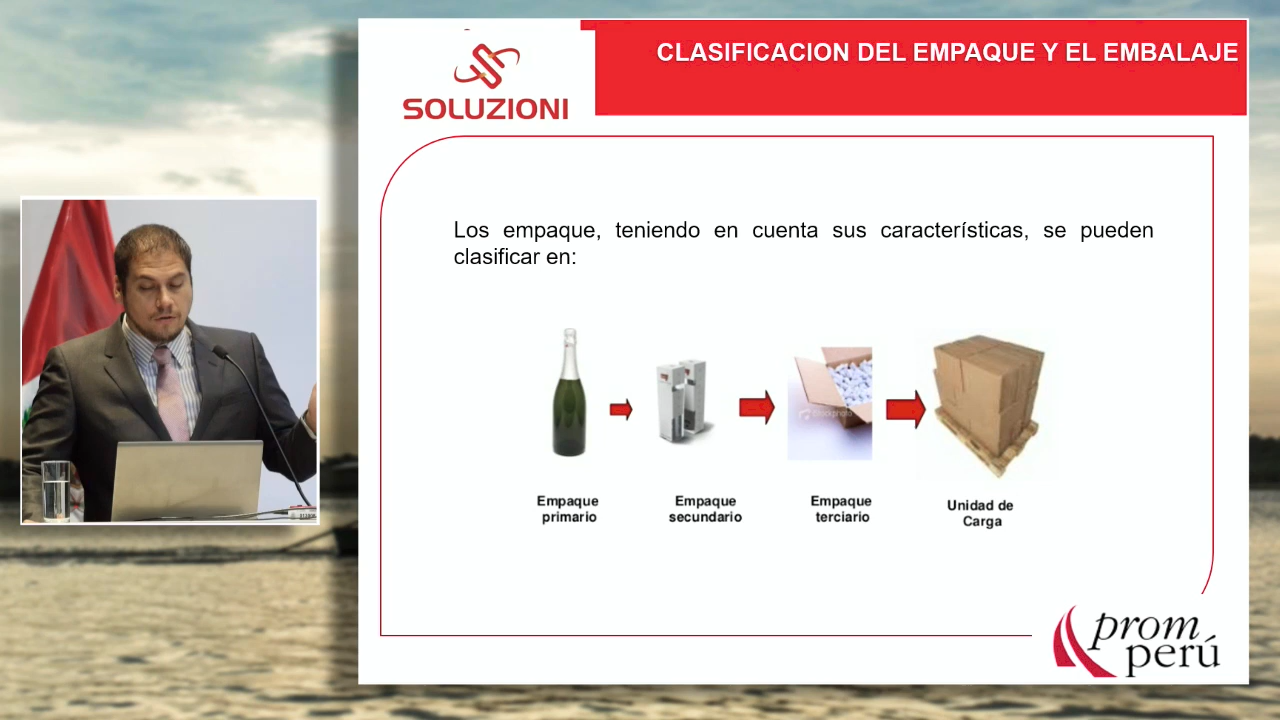 SOLUZIONI
CLASIFICACION DEL EMPAQUE Y EL EMBALAJE
Los empaque, teniendo en cuenta sus características, se pueden
clasificar en:
iStockphoto
Empaque
primario
Empaque
secundario
Empaque
terciario
Unidad de
Carga
prom
perú